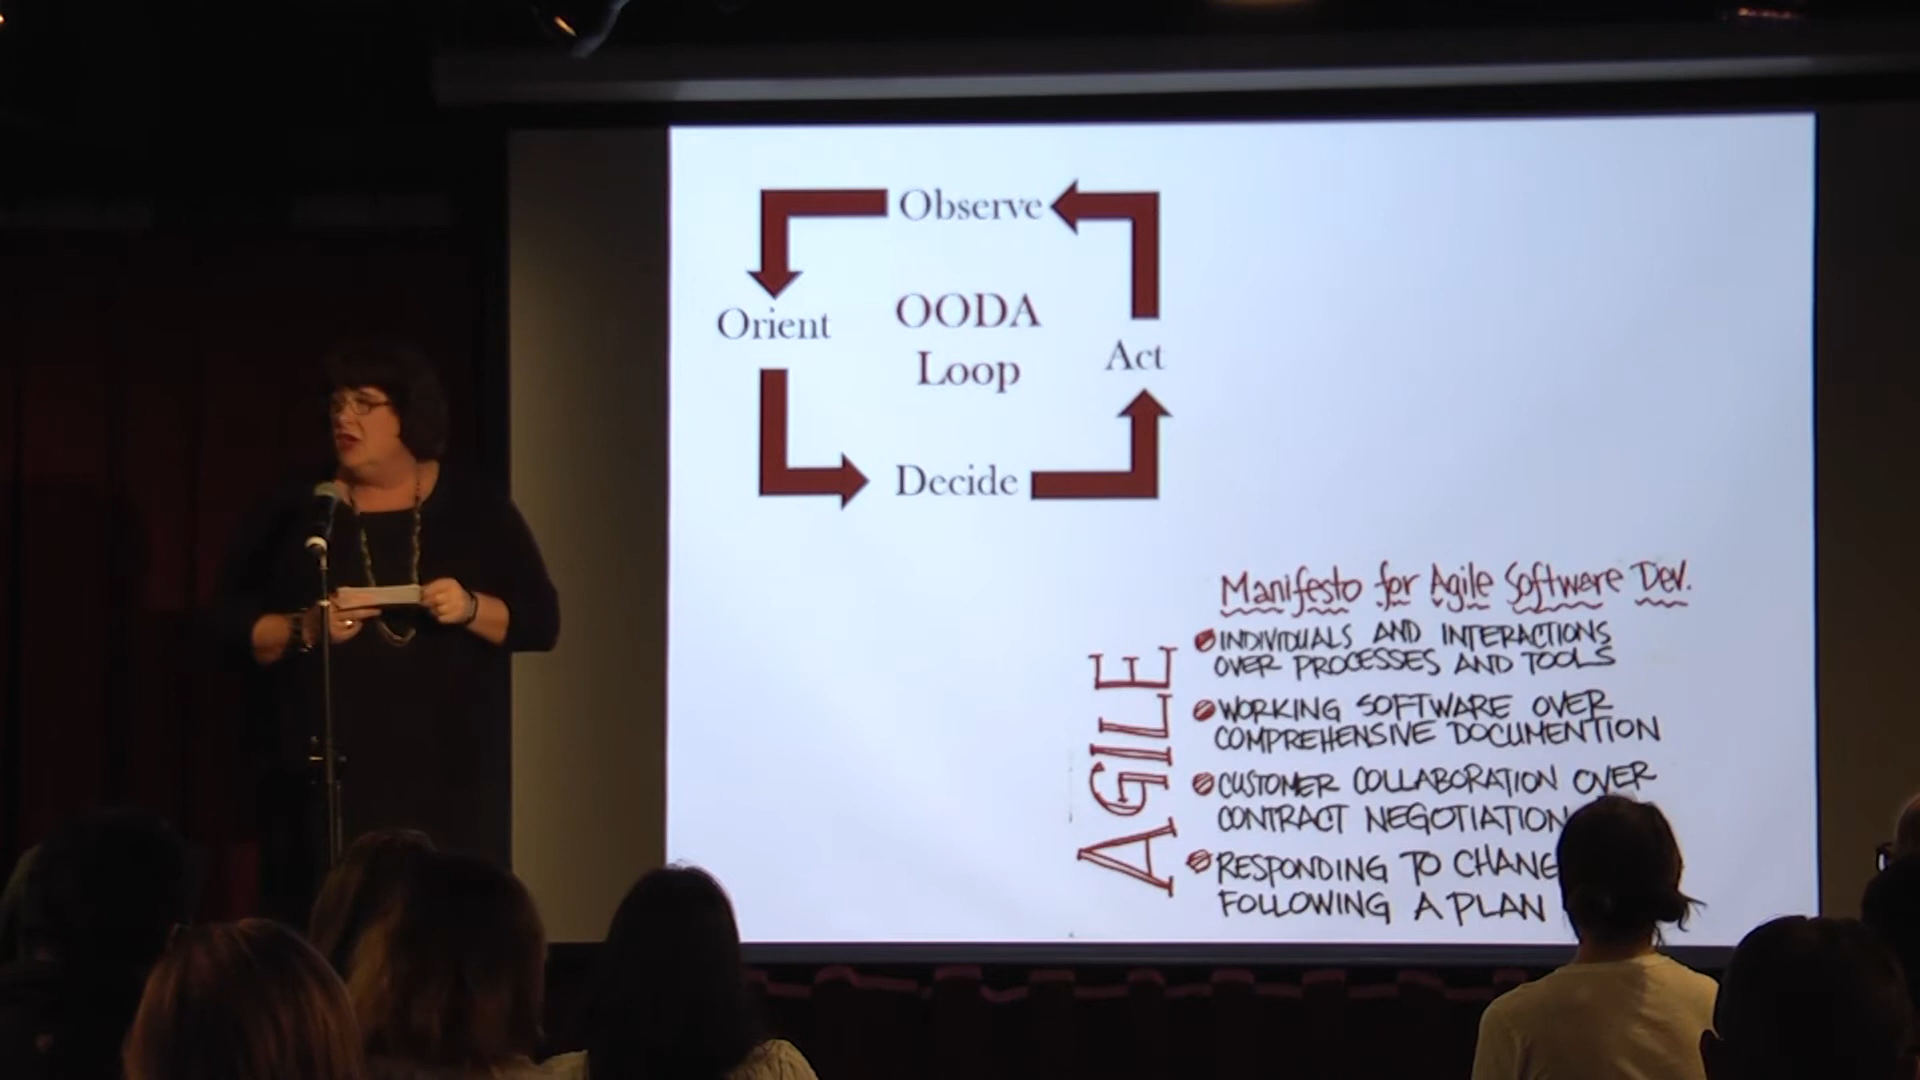 Observe
Orient
OODA
Loop
Act
Decide
Manifesto for Agile Software Dev.
AGILE
INDIVIDUALS AND INTERACTIONS
OVER PROCESSES AND TOOLS
WORKING SOFTWARE OVER
COMPREHENSIVE DOCUMENTION
CUSTOMER COLLABORATION OVER
CONTRACT NEGOTIATION
RESPONDING TO CHANGE
FOLLOWING A PLAN